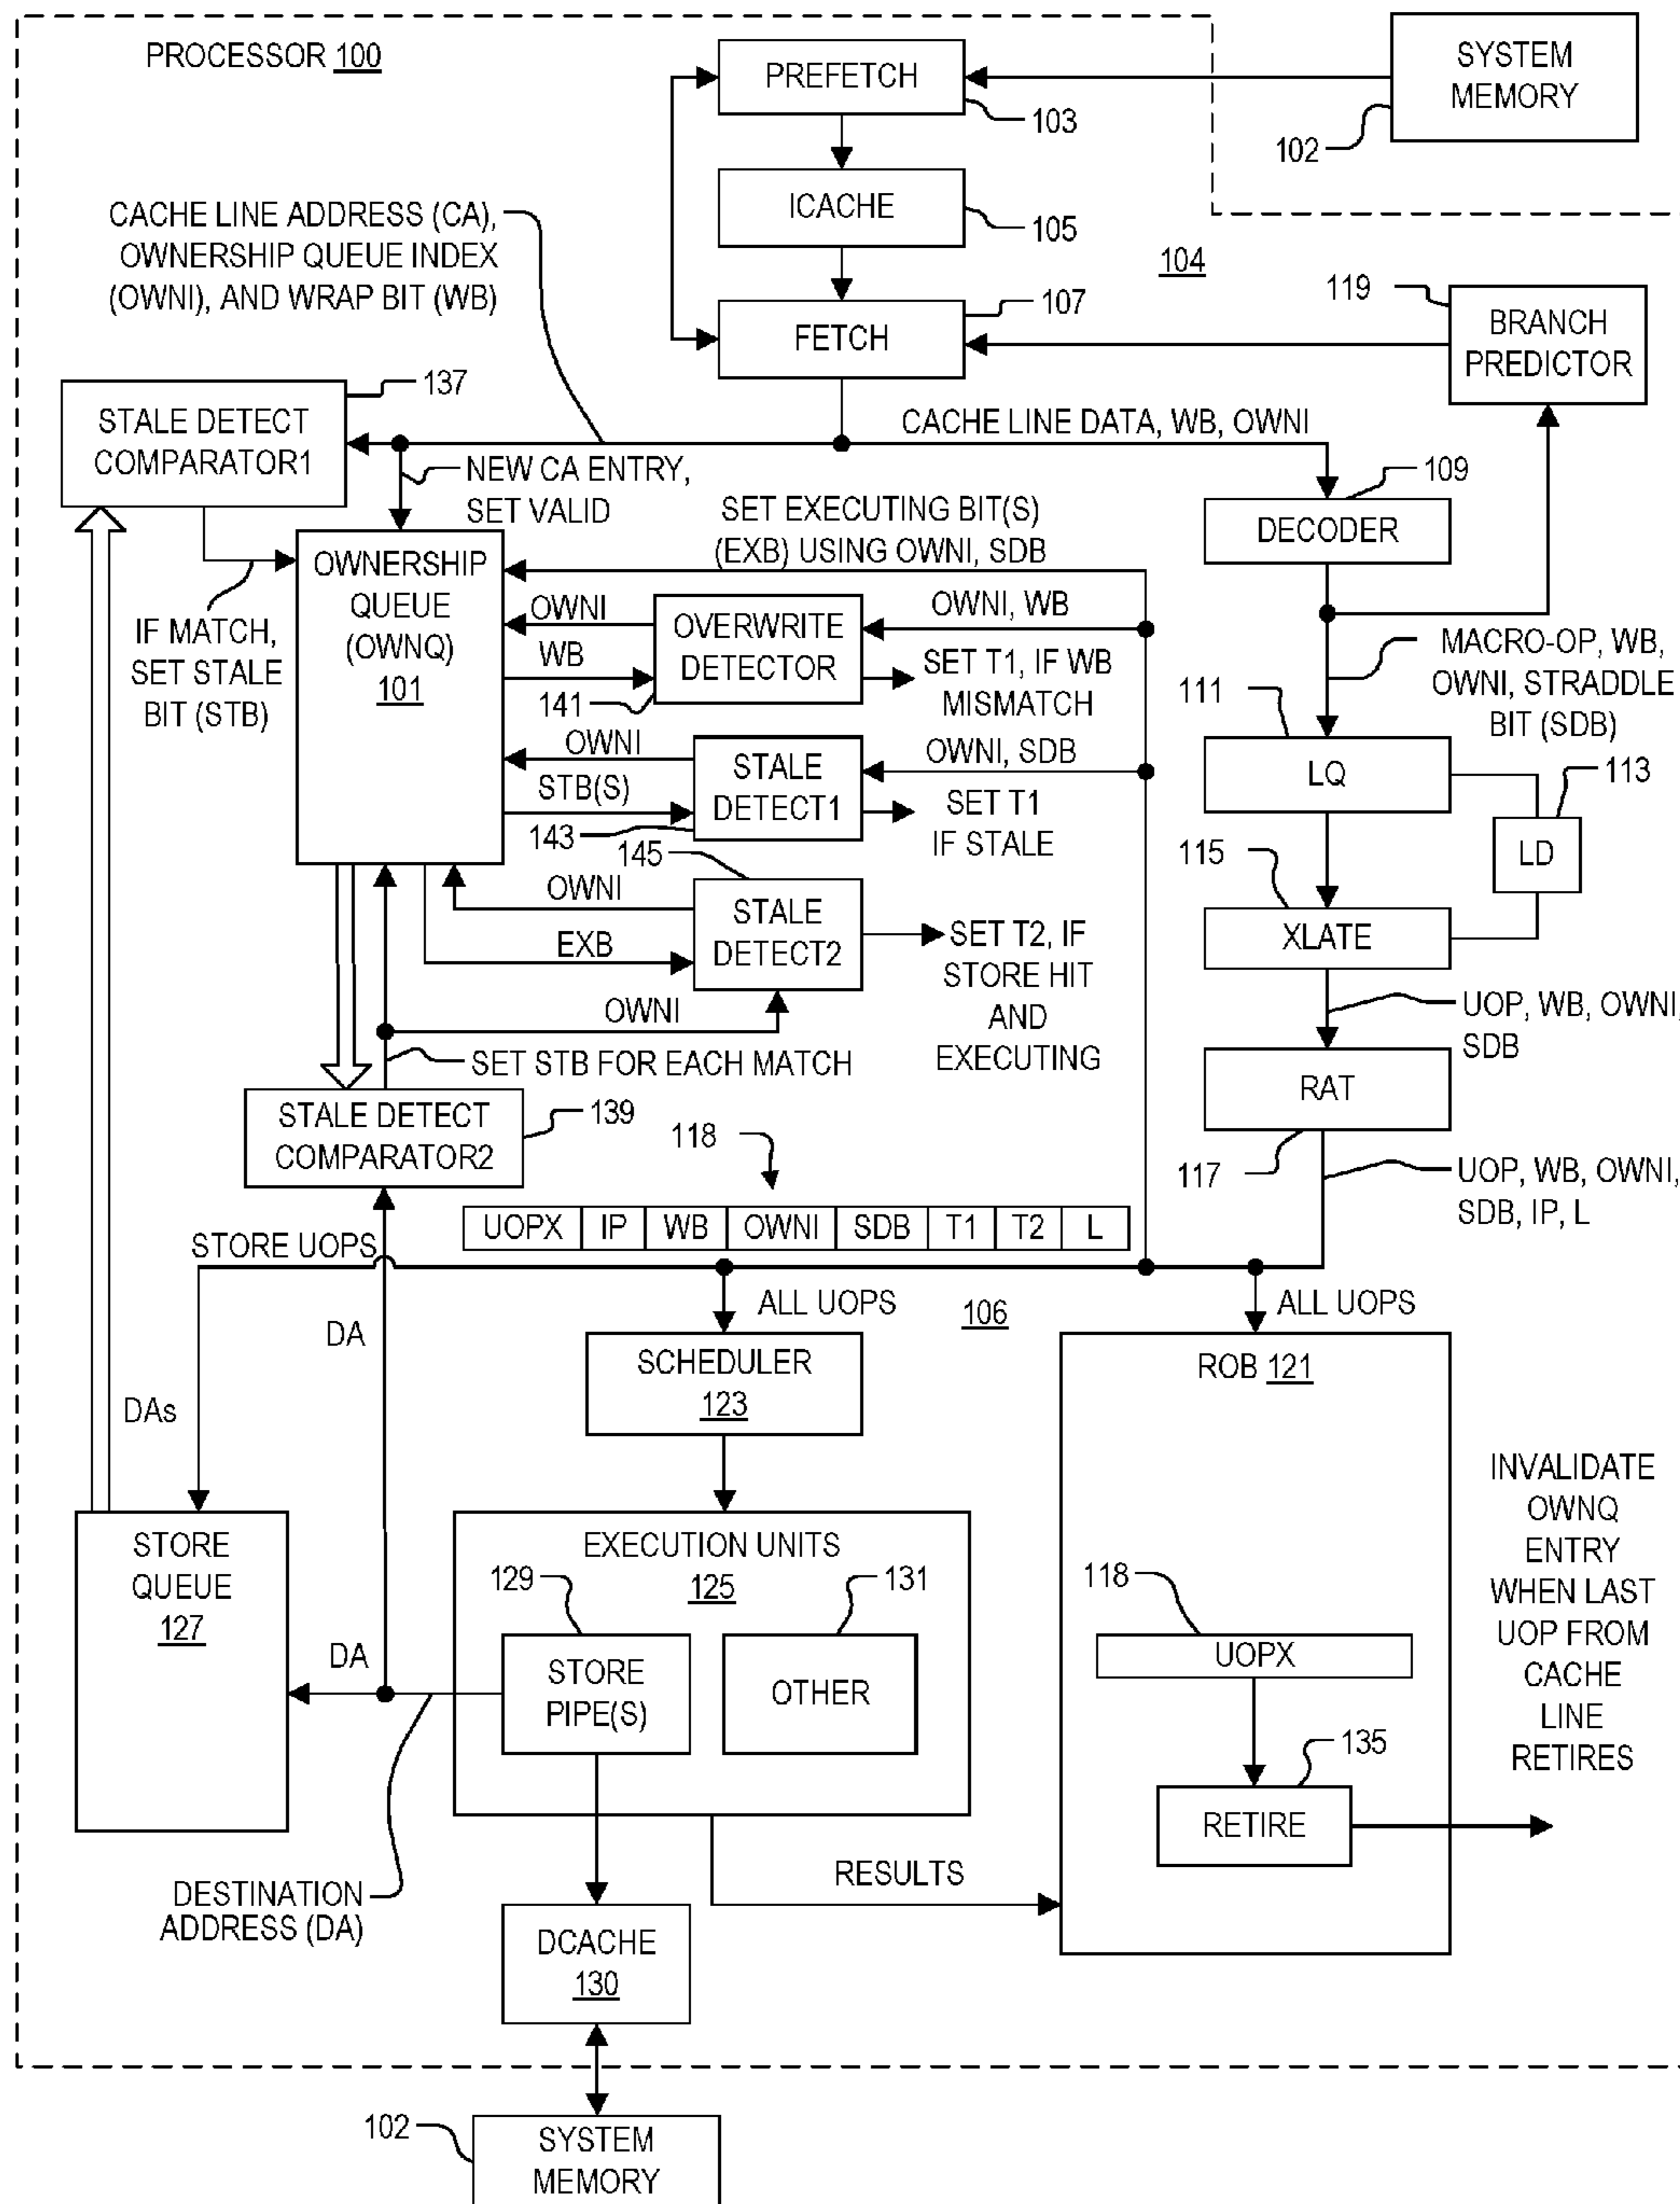 PROCESSOR 100
SYSTEM
MEMORY
102
PREFETCH
103
ICACHE
105
104
CACHE LINE ADDRESS (CA),
OWNERSHIP QUEUE INDEX
(OWNI), AND WRAP BIT (WB)
FETCH
107
119
BRANCH
PREDICTOR
137
STALE DETECT
COMPARATOR1
CACHE LINE DATA, WB, OWNI
NEW CA ENTRY,
SET VALID
109
DECODER
SET EXECUTING BIT(S)
(EXB) USING OWNI, SDB
OWNERSHIP
QUEUE
(OWNQ)
101
IF MATCH,
SET STALE
BIT (STB)
OWNI
WB
141
OVERWRITE
DETECTOR
OWNI, WB
SET T1, IF WB
MISMATCH
MACRO-OP, WB,
OWNI, STRADDLE
BIT (SDB)
111
LQ
113
LD
OWNI
STB(S)
143
STALE
DETECT1
OWNI, SDB
SET T1
IF STALE
145
OWNI
EXB
STALE
DETECT2
SET T2, IF
STORE HIT
AND
EXECUTING
OWNI
SET STB FOR EACH MATCH
115
XLATE
UOP, WB, OWNI,
SDB
RAT
117
UOP, WB, OWNI,
SDB, IP, L
STALE DETECT
COMPARATOR2
139
118
UOPX IP WB OWNI SDB T1 T2 L
STORE UOPS
ALL UOPS
106
ALL UOPS
DA
DAs
SCHEDULER
123
ROB 121
STORE
QUEUE
127
DA
EXECUTION UNITS
125
129
131
STORE
PIPE(S)
OTHER
118
UOPX
135
RETIRE
INVALIDATE
OWNQ
ENTRY
WHEN LAST
UOP FROM
CACHE
LINE
RETIRES
RESULTS
DESTINATION
ADDRESS (DA)
DCACHE
130
102
SYSTEM
MEMORY